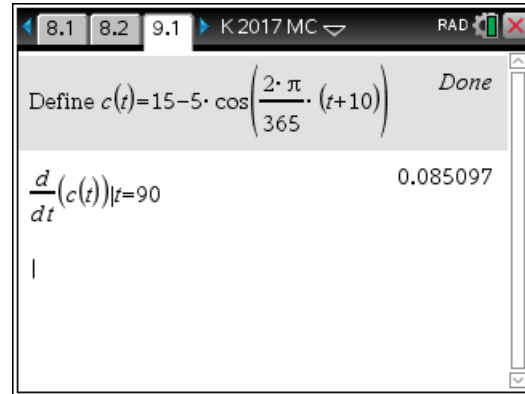 8.1 8.2 9.1 K 2017 MC RAD
Define c(t)=15−5· cos(2· π/365 · (t+10)) Done
d/dt(c(t))|t=90 0.085097